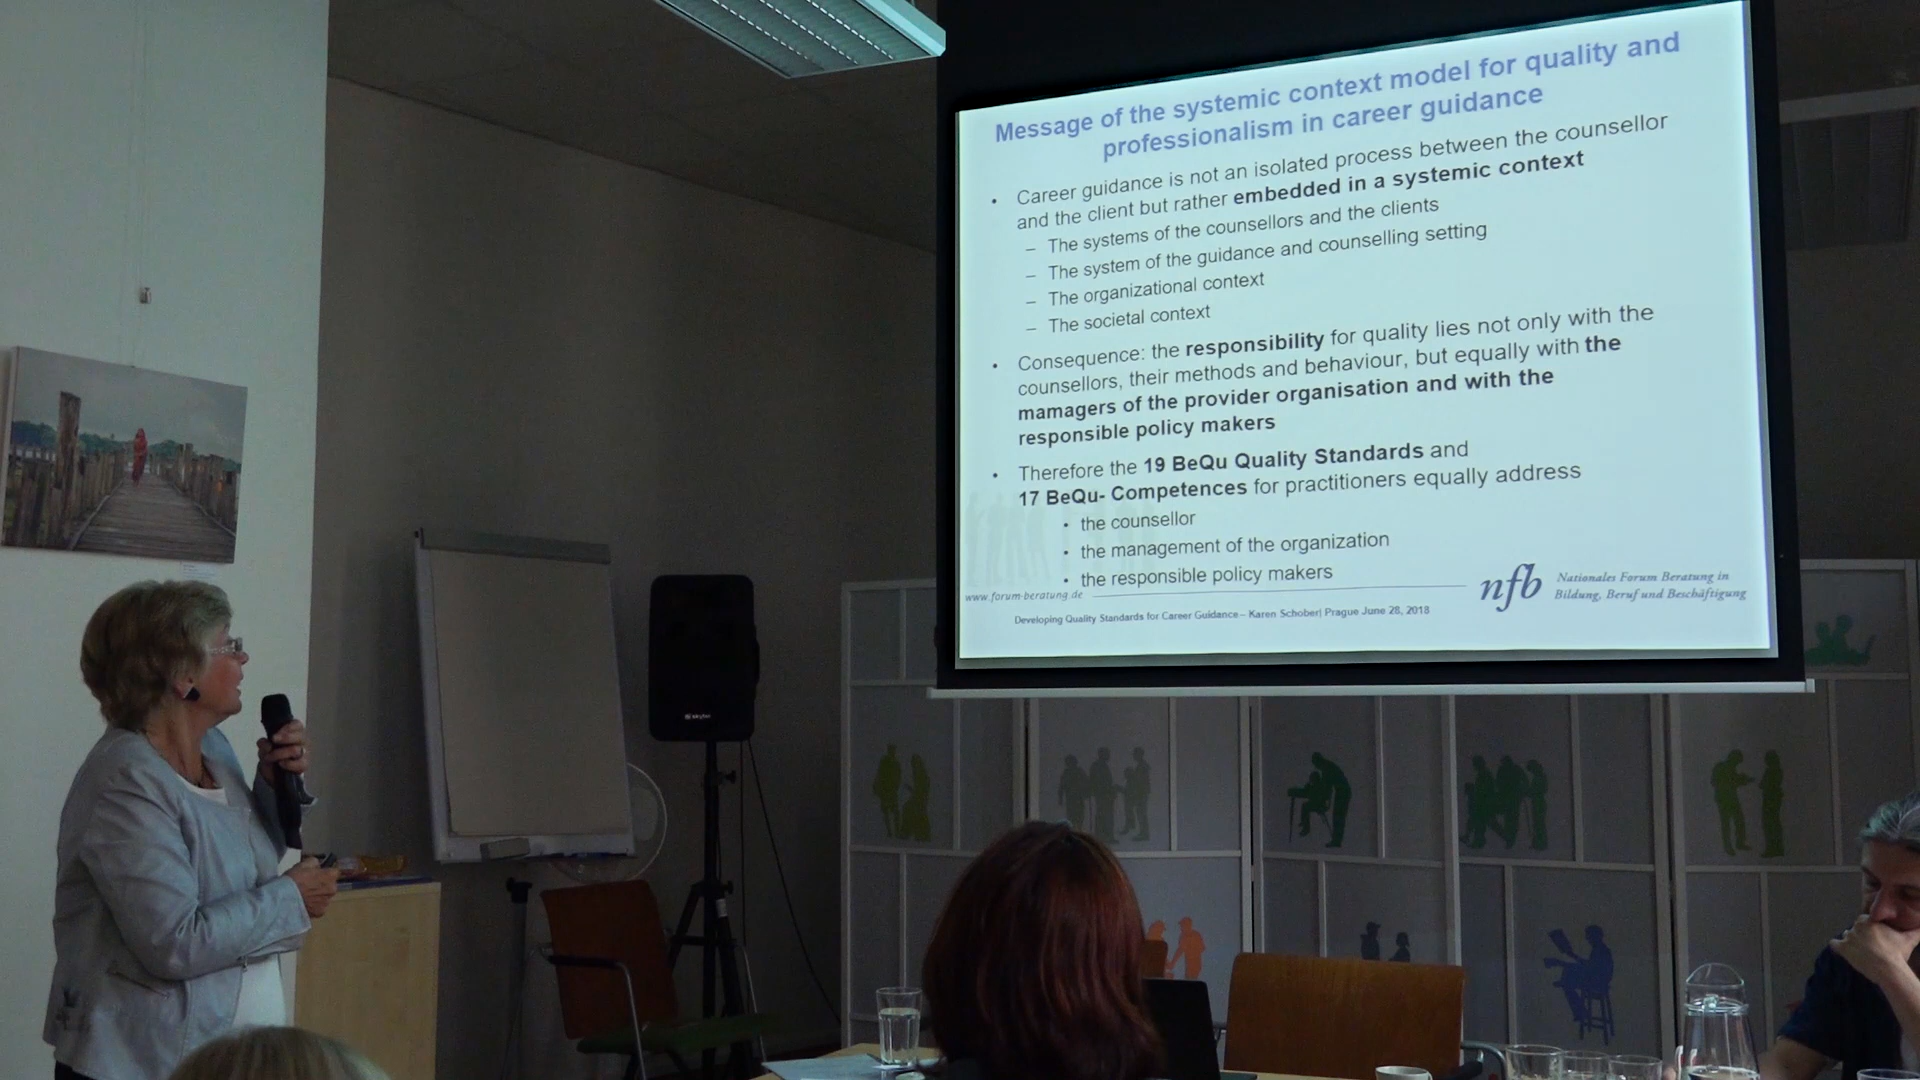 Message of the systemic context model for quality and
professionalism in career guidance
• Career guidance is not an isolated process between the counsellor
and the client but rather embedded in a systemic context
– The systems of the counsellors and the clients
– The system of the guidance and counselling setting
– The organizational context
– The societal context
• Consequence: the responsibility for quality lies not only with the
counsellors, their methods and behaviour, but equally with the
mamagers of the provider organisation and with the
responsible policy makers
• Therefore the 19 BeQu Quality Standards and
17 BeQu- Competences for practitioners equally address
• the counsellor
• the management of the organization
• the responsible policy makers
www.forum-beratung.de
nfb
Nationales Forum Beratung in
Bildung, Beruf und Beschäftigung
Developing Quality Standards for Career Guidance – Karen Schober| Prague June 28, 2018